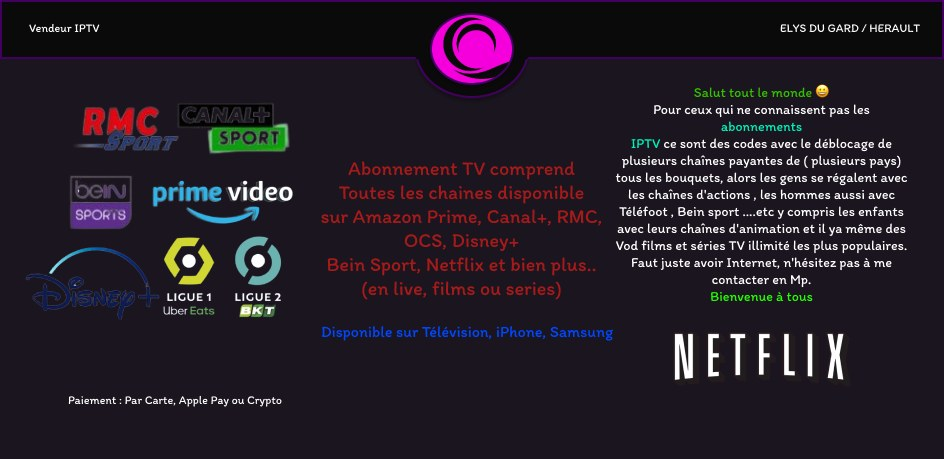 Vendeur IPTV
ELYS DU GARD / HERAULT
RMC
SPORT
CANAL+
SPORT
beIN
SPORTS
prime video
Disney+
LIGUE 1
Uber Eats
LIGUE 2
BKT
Paiement : Par Carte, Apple Pay ou Crypto
Abonnement TV comprend
Toutes les chaines disponible
sur Amazon Prime, Canal+, RMC,
OCS, Disney+
Bein Sport, Netflix et bien plus..
(en live, films ou series)
Disponible sur Télévision, iPhone, Samsung
Salut tout le monde 😀
Pour ceux qui ne connaissent pas les
abonnements
IPTV ce sont des codes avec le déblocage de
plusieurs chaînes payantes de ( plusieurs pays)
tous les bouquets, alors les gens se régalent avec
les chaînes d'actions , les hommes aussi avec
Téléfoot , Bein sport ....etc y compris les enfants
avec leurs chaînes d'animation et il ya même des
Vod films et séries TV illimité les plus populaires.
Faut juste avoir Internet, n'hésitez pas à me
contacter en Mp.
Bienvenue à tous
NETFLIX